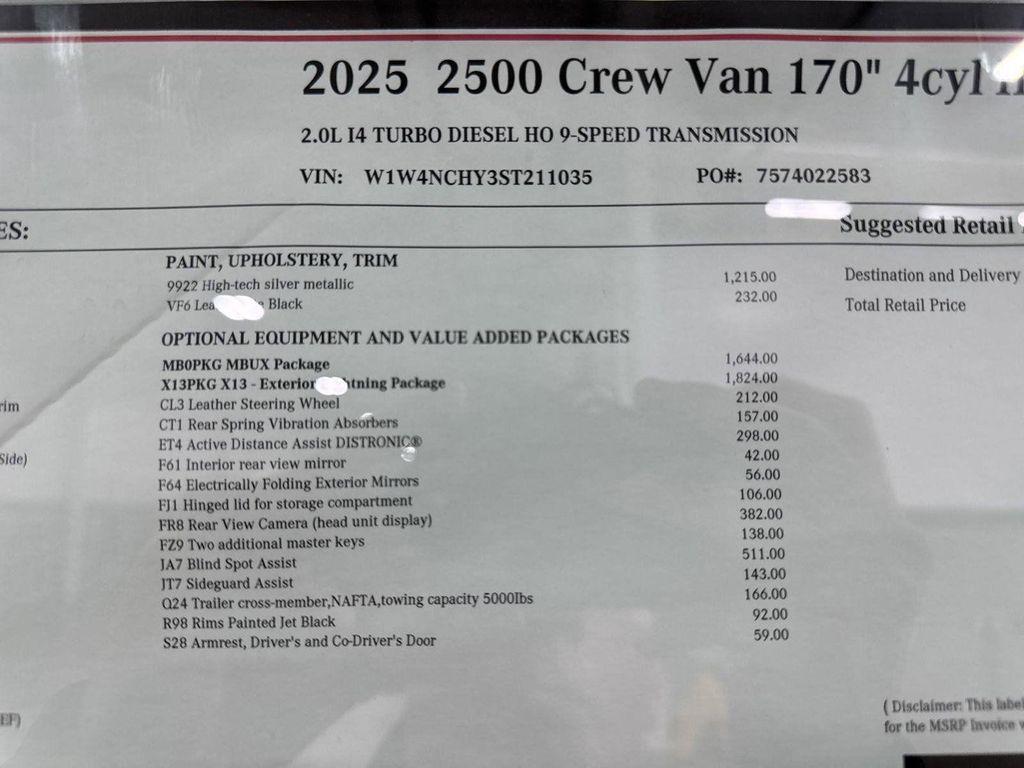 2025 2500 Crew Van 170" 4cyl
2.0L I4 TURBO DIESEL HO 9-SPEED TRANSMISSION
VIN: W1W4NCHY3ST211035 PO#: 7574022583
ES:
Suggested Retail
PAINT, UPHOLSTERY, TRIM
9922 High-tech silver metallic 1,215.00
VF6 Lea Black 232.00
Destination and Delivery
Total Retail Price
OPTIONAL EQUIPMENT AND VALUE ADDED PACKAGES
MB0PKG MBUX Package 1,644.00
X13PKG X13 - Exterior tning Package 1,824.00
CL3 Leather Steering Wheel 212.00
CT1 Rear Spring Vibration Absorbers 157.00
ET4 Active Distance Assist DISTRONIC® 298.00
F61 Interior rear view mirror 42.00
F64 Electrically Folding Exterior Mirrors 56.00
FJ1 Hinged lid for storage compartment 106.00
FR8 Rear View Camera (head unit display) 382.00
FZ9 Two additional master keys 138.00
JA7 Blind Spot Assist 511.00
JT7 Sideguard Assist 143.00
Q24 Trailer cross-member,NAFTA,towing capacity 5000lbs 166.00
R98 Rims Painted Jet Black 92.00
S28 Armrest, Driver's and Co-Driver's Door 59.00
rim
Side)
EF)
( Disclaimer: This label
for the MSRP Invoice